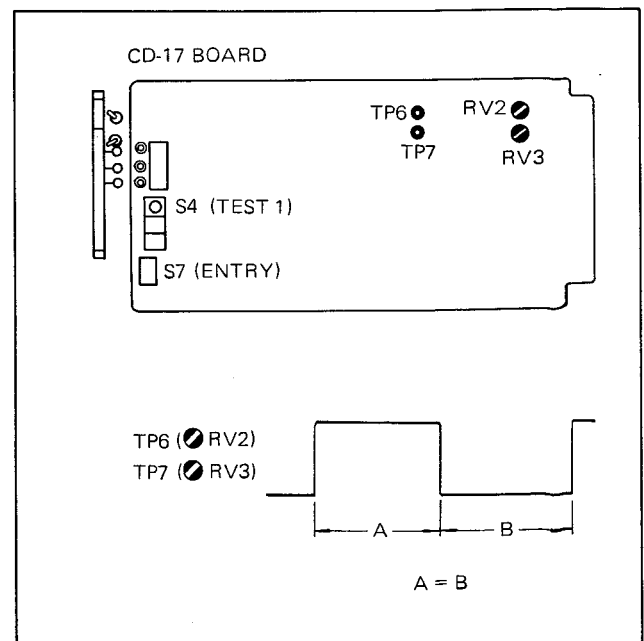 CD-17 BOARD
TP6 RV2
TP7 RV3
S4 (TEST 1)
S7 (ENTRY)
TP6 (RV2)
TP7 (RV3)
A B
A = B